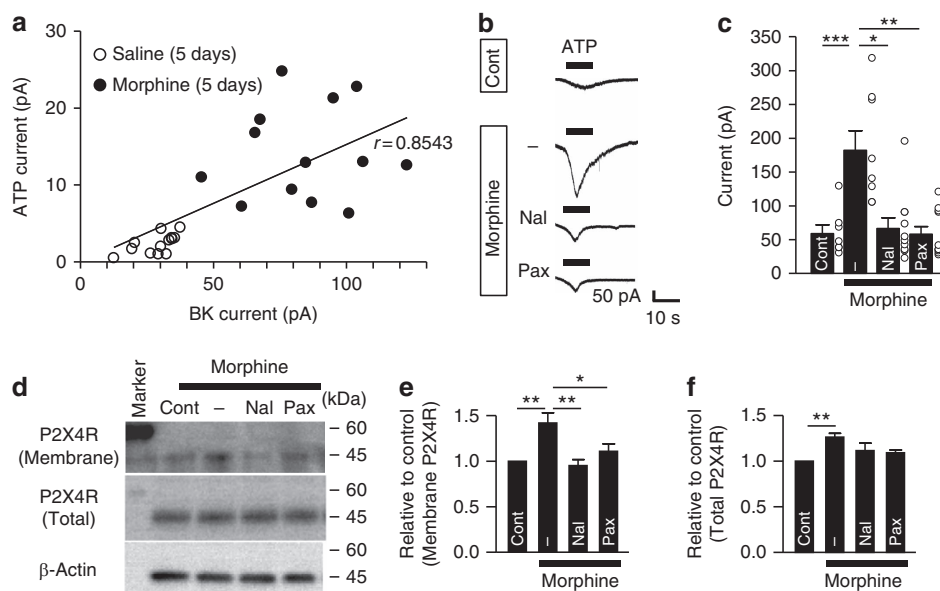 a
30
20
10
0
ATP current (pA)
Saline (5 days)
Morphine (5 days)
r=0.8543
0 40 80 120
BK current (pA)
b
Cont
ATP
Morphine
–
Nal
Pax
50 pA
10 s
c
Current (pA)
350
300
250
200
150
100
50
0
***
*
**
Cont
–
Nal
Pax
Morphine
d
Morphine
Marker
Cont – Nal Pax
(kDa)
P2X4R
(Membrane)
60
45
P2X4R
(Total)
60
45
β-Actin
60
45
e
Relative to control
(Membrane P2X4R)
1.5
1.0
0.5
0.0
**
**
*
Cont
–
Nal
Pax
Morphine
f
Relative to control
(Total P2X4R)
1.5
1.0
0.5
0.0
**
Cont
–
Nal
Pax
Morphine